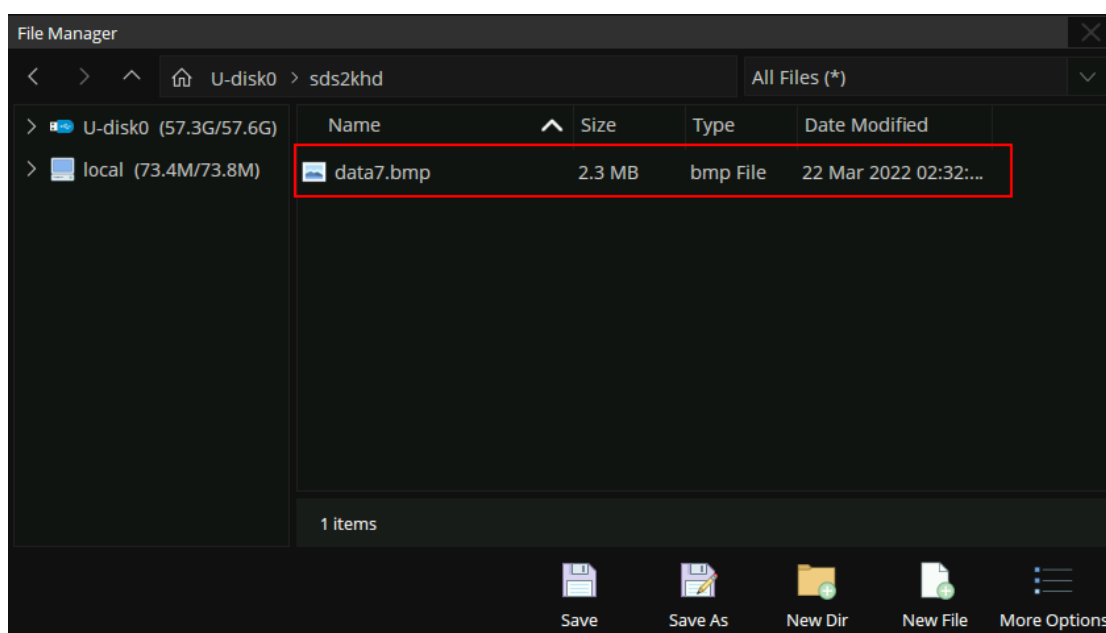 File Manager
U-disk0 > sds2khd
All Files (*)
U-disk0 (57.3G/57.6G)
local (73.4M/73.8M)
Name Size Type Date Modified
data7.bmp 2.3 MB bmp File 22 Mar 2022 02:32:...
1 items
Save Save As New Dir New File More Options